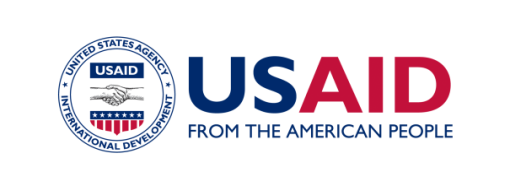 UNITED STATES AGENCY
USAID
INTERNATIONAL DEVELOPMENT
USAID
FROM THE AMERICAN PEOPLE